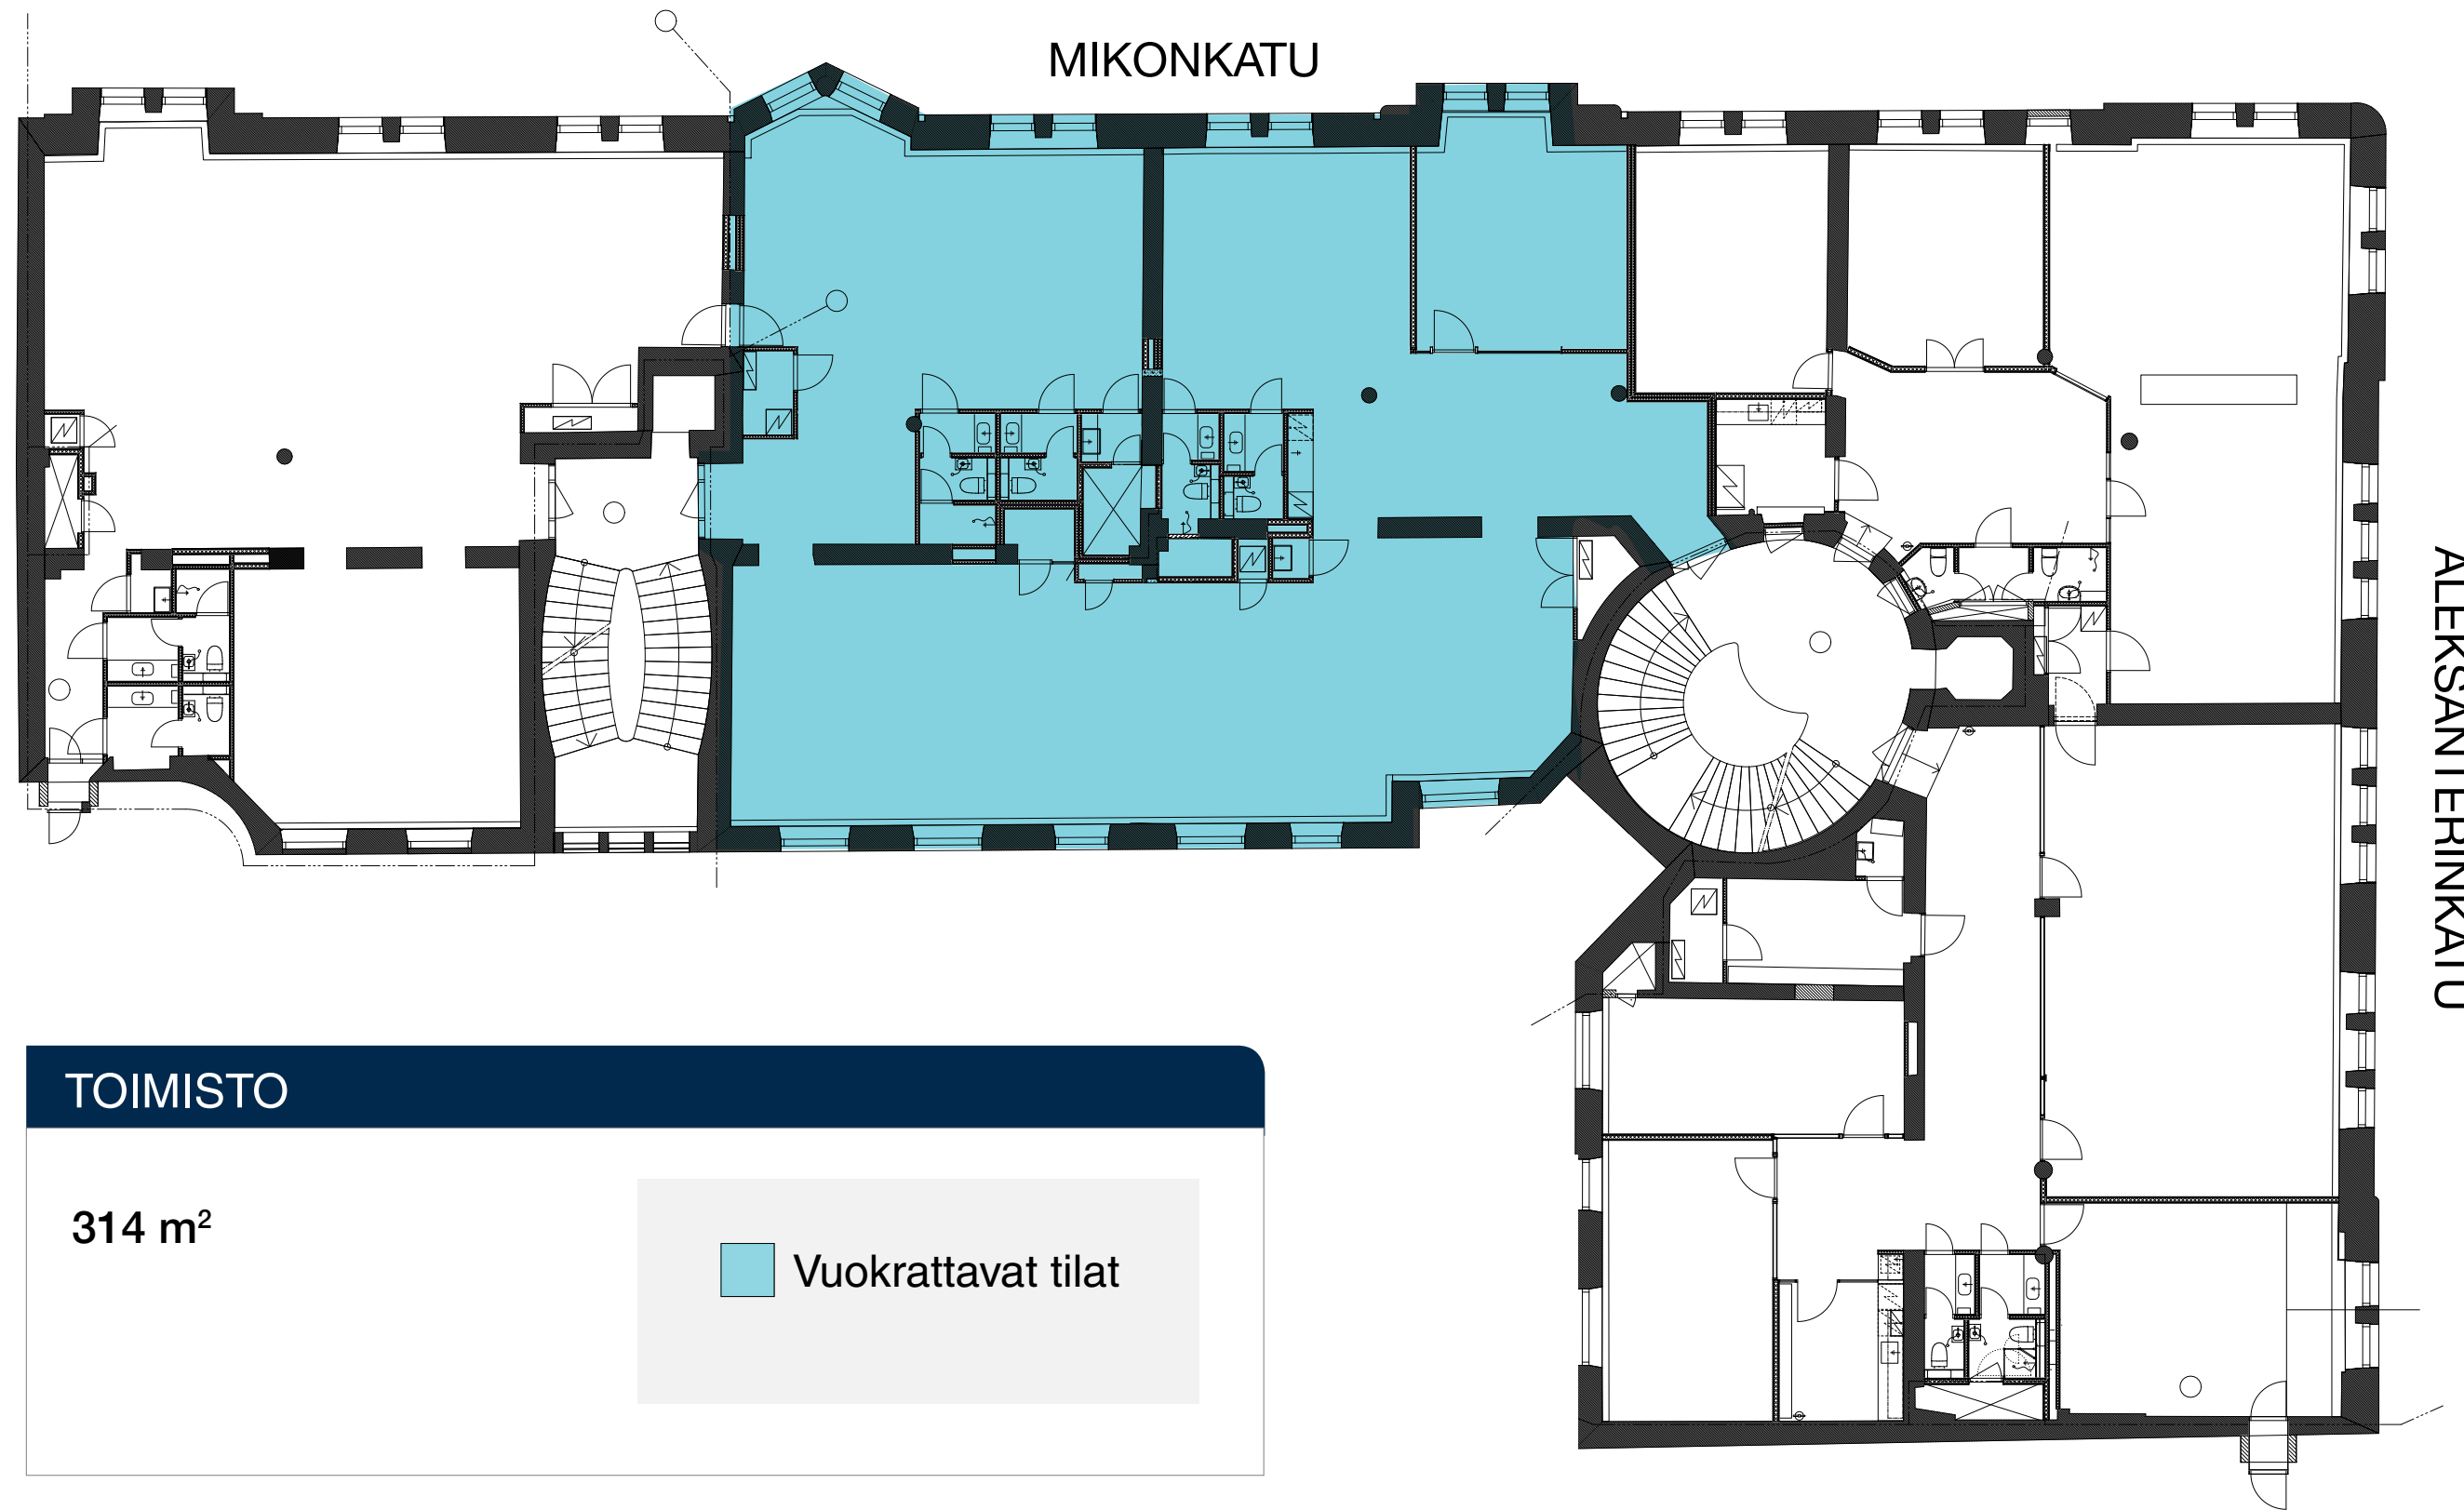 MIKONKATU
ALEKSANTERINKATU
TOIMISTO
314 m²
Vuokrattavat tilat